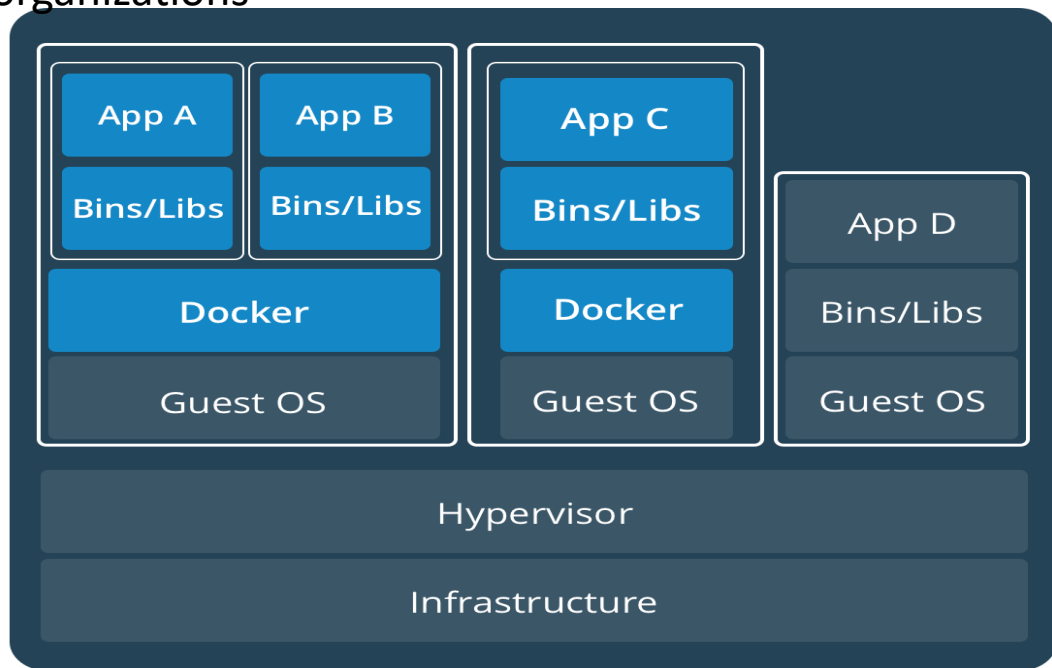 organizations
App A
Bins/Libs
App B
Bins/Libs
Docker
Guest OS
App C
Bins/Libs
Docker
Guest OS
App D
Bins/Libs
Guest OS
Hypervisor
Infrastructure